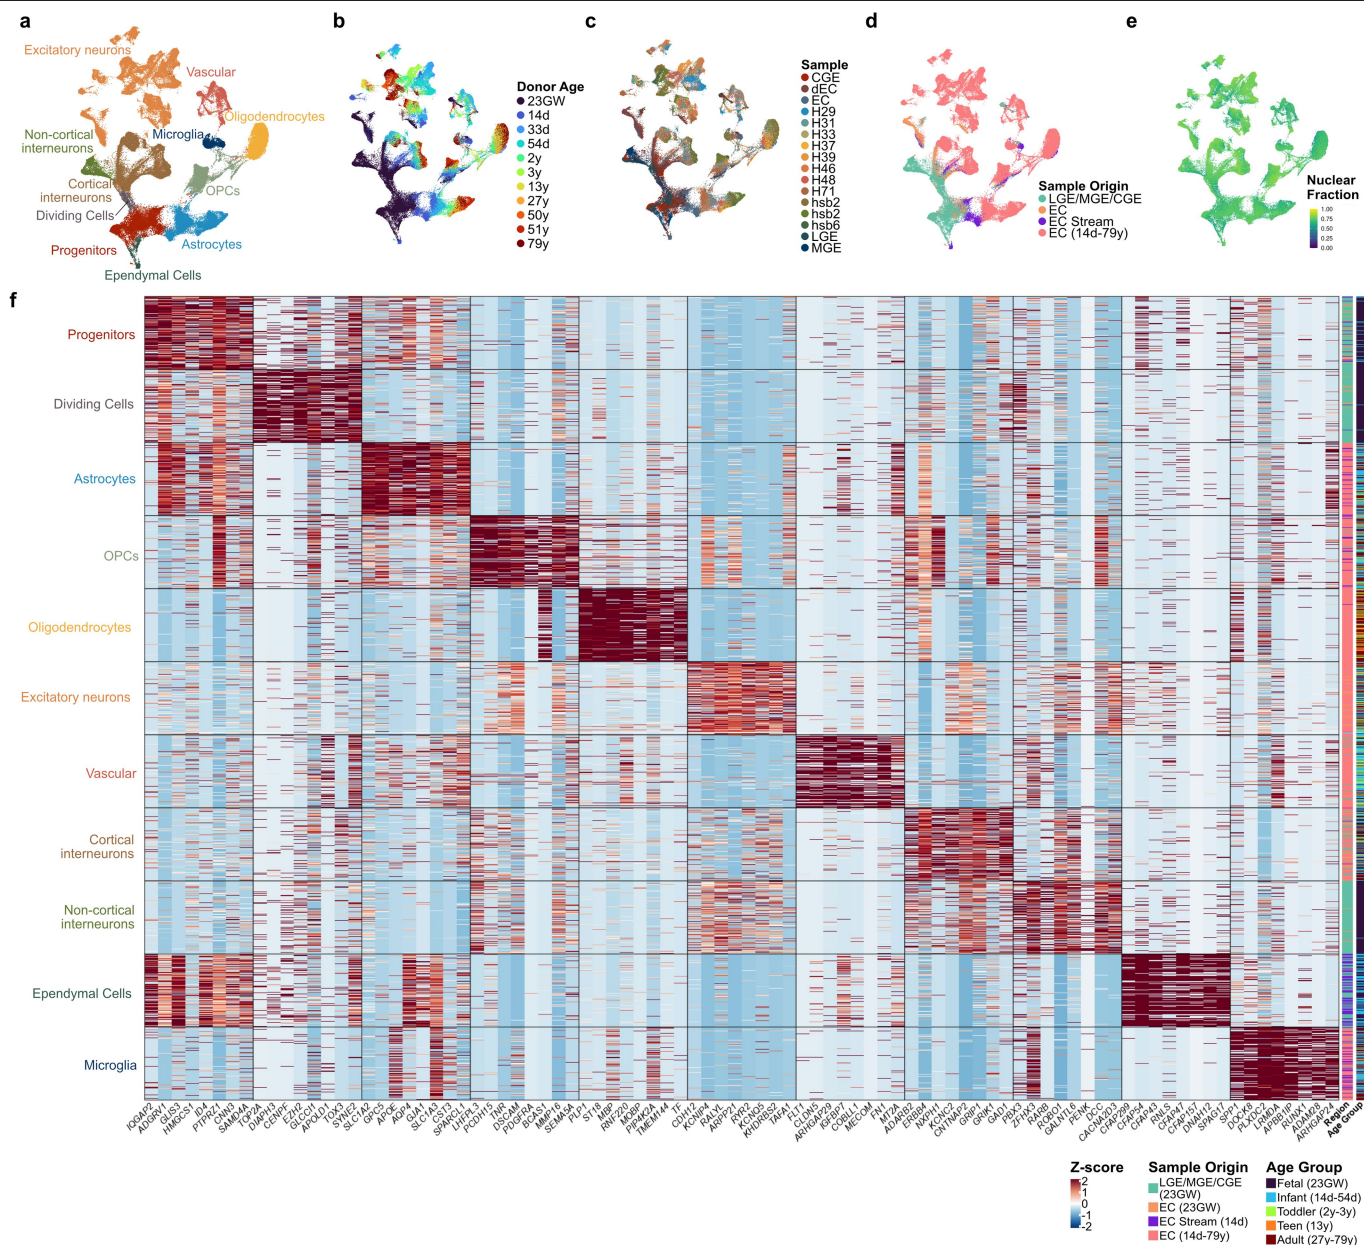 a
b
c
d
e
Excitatory neurons
Vascular
Oligodendrocytes
Microglia
Non-cortical
interneurons
Cortical
interneurons
OPCs
Dividing Cells
Progenitors
Astrocytes
Ependymal Cells
Donor Age
23GW
14d
33d
54d
2y
3y
13y
27y
50y
51y
79y
Sample
CGE
dEC
EC
H29
H31
H33
H37
H39
H46
H48
H71
hsb2
hsb2
hsb6
LGE
MGE
Sample Origin
LGE/MGE/CGE
EC
EC Stream
EC (14d-79y)
Nuclear
Fraction
1.00
0.75
0.50
0.25
0.00
f
Progenitors
Dividing Cells
Astrocytes
OPCs
Oligodendrocytes
Excitatory neurons
Vascular
Cortical
interneurons
Non-cortical
interneurons
Ependymal Cells
Microglia
IQGAP2
ADGRV1
GLIS3
HMGCS1
ID4
PTPRZ1
CNN3
SAMD4A
TOP2A
DIAPH3
CENPF
EZH2
GLCCI1
APOLD1
TOX3
SYNE2
SLC1A2
GPC5
APOE
AQP4
GJA1
SLC1A3
CST3
SPARCL1
LHFPL3
PCDH15
TNR
DSCAM
PDGFRA
BCAS1
MMP16
SEMA5A
PLP1
ST18
MBP
RNF220
MOBP
PIP4K2A
TMEM144
TF
CDH12
KCNIP4
RALYL
ARPP21
SYR2
KCNQ5
KHDRBS2
TAFA1
FLT1
CLDN5
ARHGAP29
IGFBP7
COBLL1
MECOM
FN1
MT2A
ADARB2
ERBB4
NXPH1
KCNC2
CNTNAP2
GRIP1
GRIK1
GAD1
PBX3
ZFHX3
RARB
ROBO1
GALNTL6
PENK
DCC
CACNA2D3
CFAP299
CFAP54
CFAP43
RMLS
CFAP47
CFAP157
DNAH12
SPAG17
SPP1
DOCK8
PLXDC2
LRMDA
APBB1IP
RUNX1
ADAM28
ARHGAP24
Region
Age Group
Z-score
2
1
0
-1
-2
Sample Origin
LGE/MGE/CGE
(23GW)
EC (23GW)
EC Stream (14d)
EC (14d-79y)
Age Group
Fetal (23GW)
Infant (14d-54d)
Toddler (2y-3y)
Teen (13y)
Adult (27y-79y)